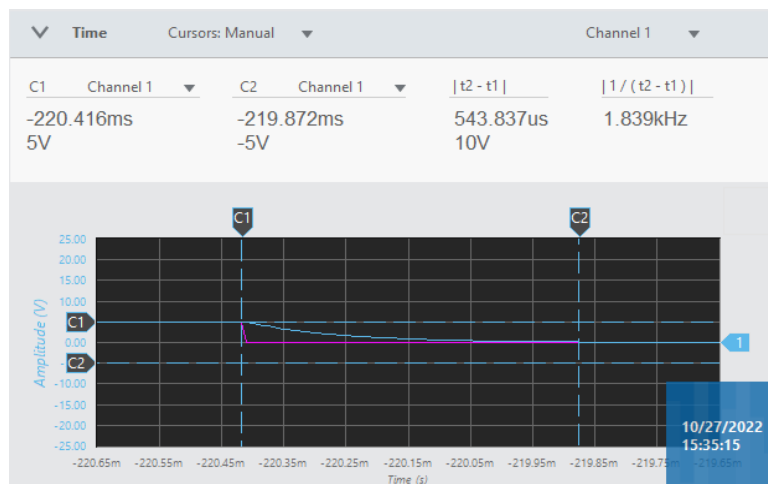 Time Cursors: Manual Channel 1
C1 Channel 1 C2 Channel 1 | t2 - t1 | | 1 / ( t2 - t1 ) |
-220.416ms -219.872ms 543.837us 1.839kHz
5V -5V 10V
C1 C2
25.00
20.00
15.00
10.00
C1
0.00
1
C2
-10.00
-15.00
-20.00
-25.00
Amplitude (V)
10/27/2022
15:35:15
-220.65m -220.55m -220.45m -220.35m -220.25m -220.15m -220.05m -219.95m -219.85m -219.75m -219.65m
Time (s)